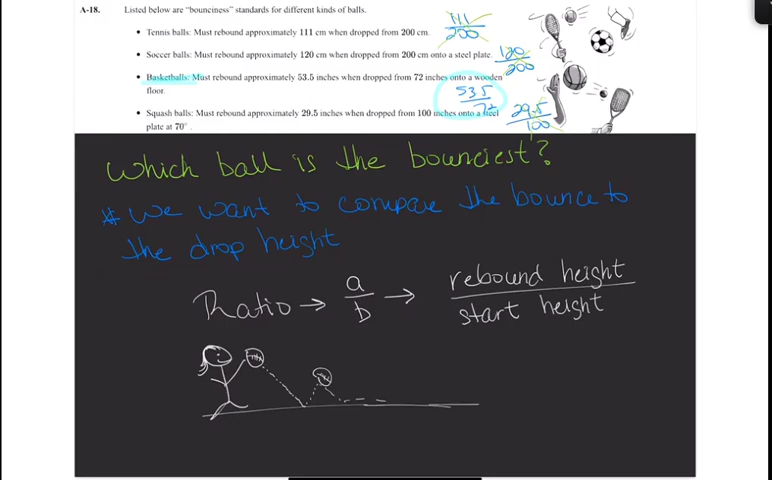 A-18. Listed below are "bounciness" standards for different kinds of balls.
111
200
• Tennis balls: Must rebound approximately 111 cm when dropped from 200 cm.
• Soccer balls: Must rebound approximately 120 cm when dropped from 200 cm onto a steel plate.
120
200
• Basketballs: Must rebound approximately 53.5 inches when dropped from 72 inches onto a wooden
floor.
53.5
72
• Squash balls: Must rebound approximately 29.5 inches when dropped from 100 inches onto a steel
plate at 70°.
29.5
100
Which ball is the bounciest?
* We want to compare the bounce to
the drop height
Ratio → a/b → rebound height
start height